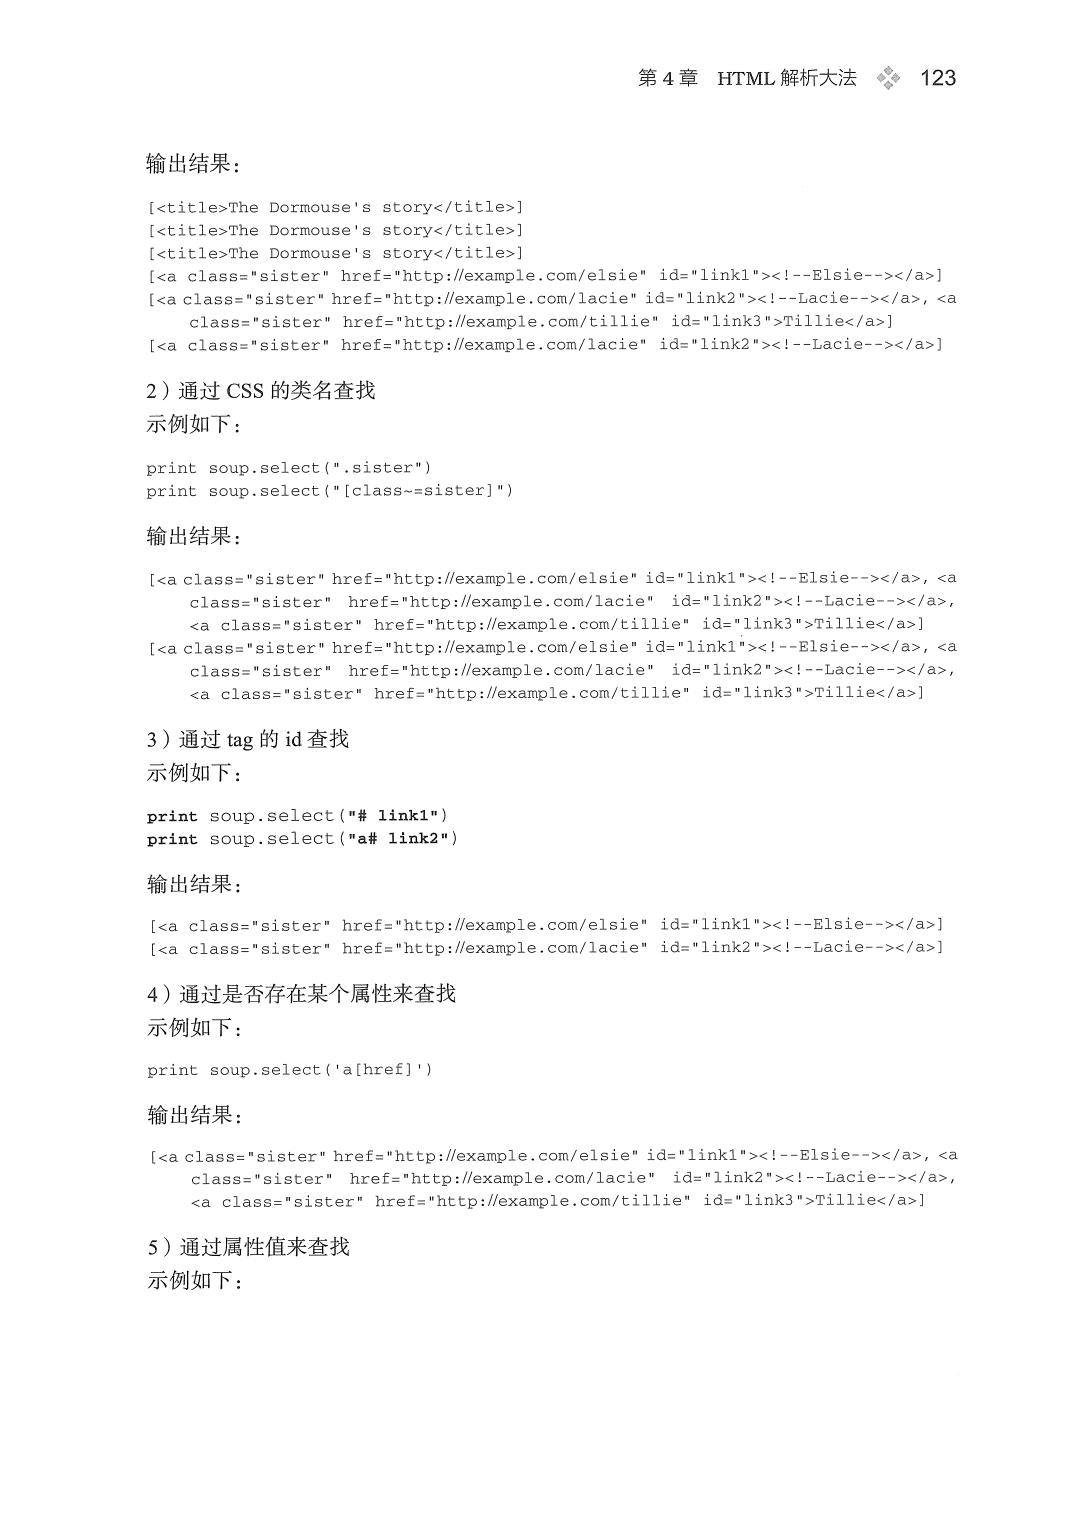 第 4 章 HTML 解析大法 123
输出结果：
[<title>The Dormouse's story</title>]
[<title>The Dormouse's story</title>]
[<title>The Dormouse's story</title>]
[<a class="sister" href="http://example.com/elsie" id="link1"><!--Elsie--></a>]
[<a class="sister" href="http://example.com/lacie" id="link2"><!--Lacie--></a>, <a
class="sister" href="http://example.com/tillie" id="link3">Tillie</a>]
[<a class="sister" href="http://example.com/lacie" id="link2"><!--Lacie--></a>]
2）通过 CSS 的类名查找
示例如下：
print soup.select(".sister")
print soup.select("[class~=sister]")
输出结果：
[<a class="sister" href="http://example.com/elsie" id="link1"><!--Elsie--></a>, <a
class="sister" href="http://example.com/lacie" id="link2"><!--Lacie--></a>,
<a class="sister" href="http://example.com/tillie" id="link3">Tillie</a>]
[<a class="sister" href="http://example.com/elsie" id="link1"><!--Elsie--></a>, <a
class="sister" href="http://example.com/lacie" id="link2"><!--Lacie--></a>,
<a class="sister" href="http://example.com/tillie" id="link3">Tillie</a>]
3）通过 tag 的 id 查找
示例如下：
print soup.select("# link1")
print soup.select("a# link2")
输出结果：
[<a class="sister" href="http://example.com/elsie" id="link1"><!--Elsie--></a>]
[<a class="sister" href="http://example.com/lacie" id="link2"><!--Lacie--></a>]
4）通过是否存在某个属性来查找
示例如下：
print soup.select('a[href]')
输出结果：
[<a class="sister" href="http://example.com/elsie" id="link1"><!--Elsie--></a>, <a
class="sister" href="http://example.com/lacie" id="link2"><!--Lacie--></a>,
<a class="sister" href="http://example.com/tillie" id="link3">Tillie</a>]
5）通过属性值来查找
示例如下：